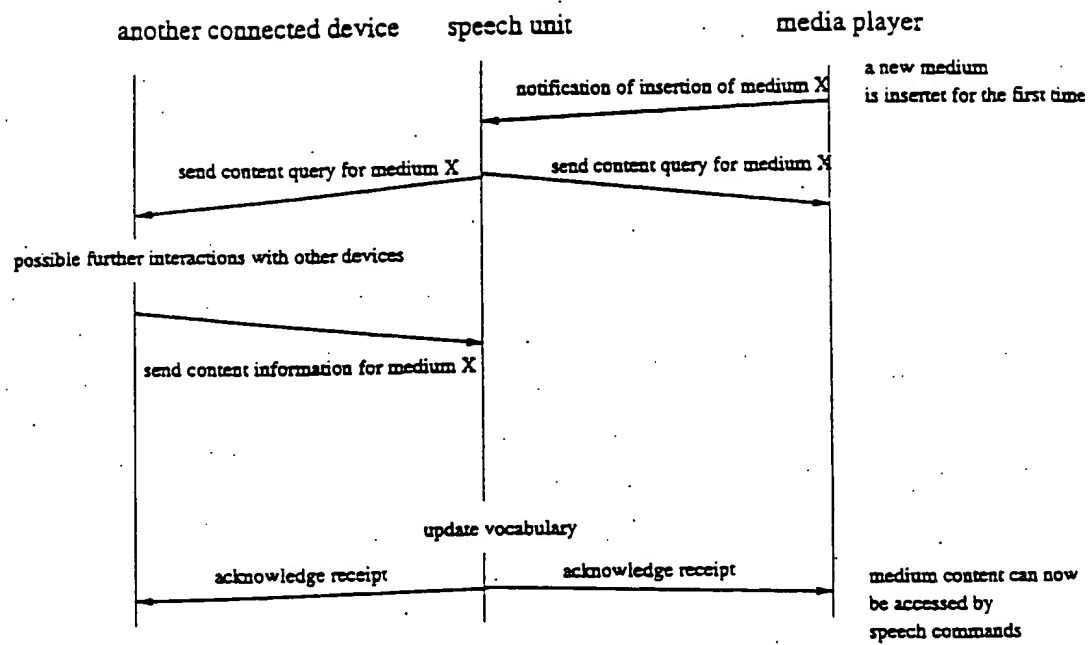 another connected device
speech unit
media player
a new medium
is insertet for the first time
notification of insertion of medium X
send content query for medium X
send content query for medium X
possible further interactions with other devices
send content information for medium X
update vocabulary
acknowledge receipt
acknowledge receipt
medium content can now
be accessed by
speech commands